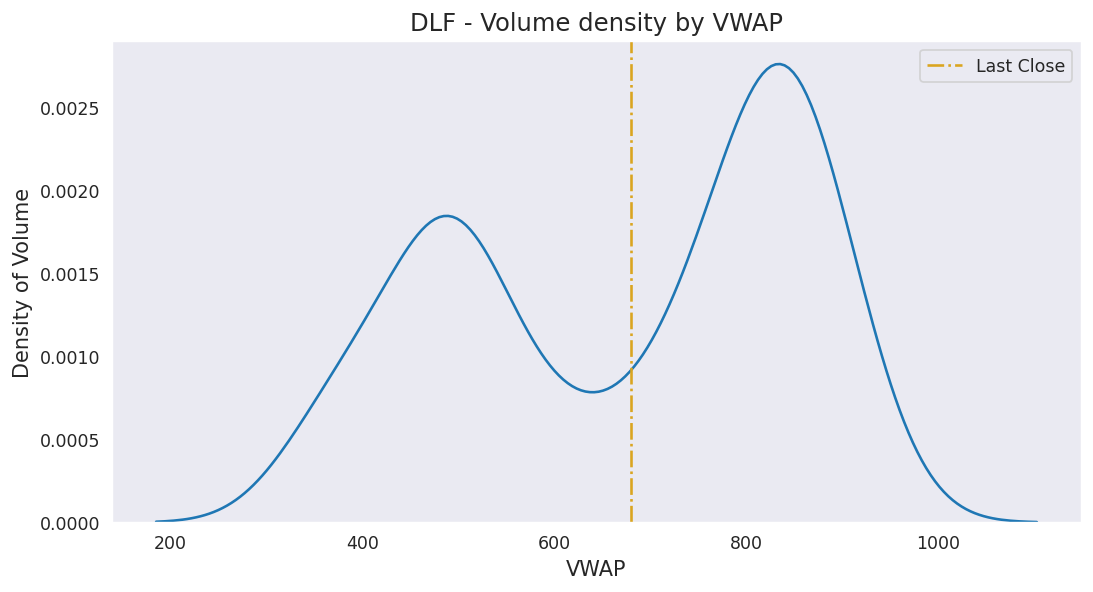 DLF - Volume density by VWAP
Last Close
Density of Volume
0.0025
0.0020
0.0015
0.0010
0.0005
0.0000
200 400 600 800 1000
VWAP